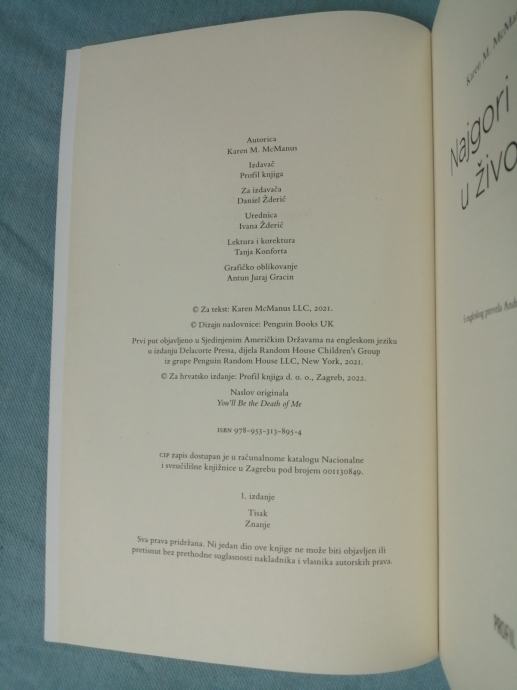 Autorica
Karen M. McManus
Izdavač
Profil knjiga
Za izdavača
Daniel Žderić
Urednica
Ivana Žderić
Lektura i korektura
Tanja Konforta
Grafičko oblikovanje
Antun Juraj Gracin
© Za tekst: Karen McManus LLC, 2021.
© Dizajn naslovnice: Penguin Books UK
Prvi put objavljeno u Sjedinjenim Američkim Državama na engleskom jeziku
u izdanju Delacorte Pressa, dijela Random House Children's Group
iz grupe Penguin Random House LLC, New York, 2021.
© Za hrvatsko izdanje: Profil knjiga d. o. o., Zagreb, 2022.
Naslov originala
You'll Be the Death of Me
ISBN 978-953-313-895-4
CIP zapis dostupan je u računalnome katalogu Nacionalne
i sveučilišne knjižnice u Zagrebu pod brojem 001130849.
1. izdanje
Tisak
Znanje
Sva prava pridržana. Ni jedan dio ove knjige ne može biti objavljen ili
pretisnut bez prethodne suglasnosti nakladnika i vlasnika autorskih prava.
Karen M.
Najgori
u
S engleskog prevela
PROFIL